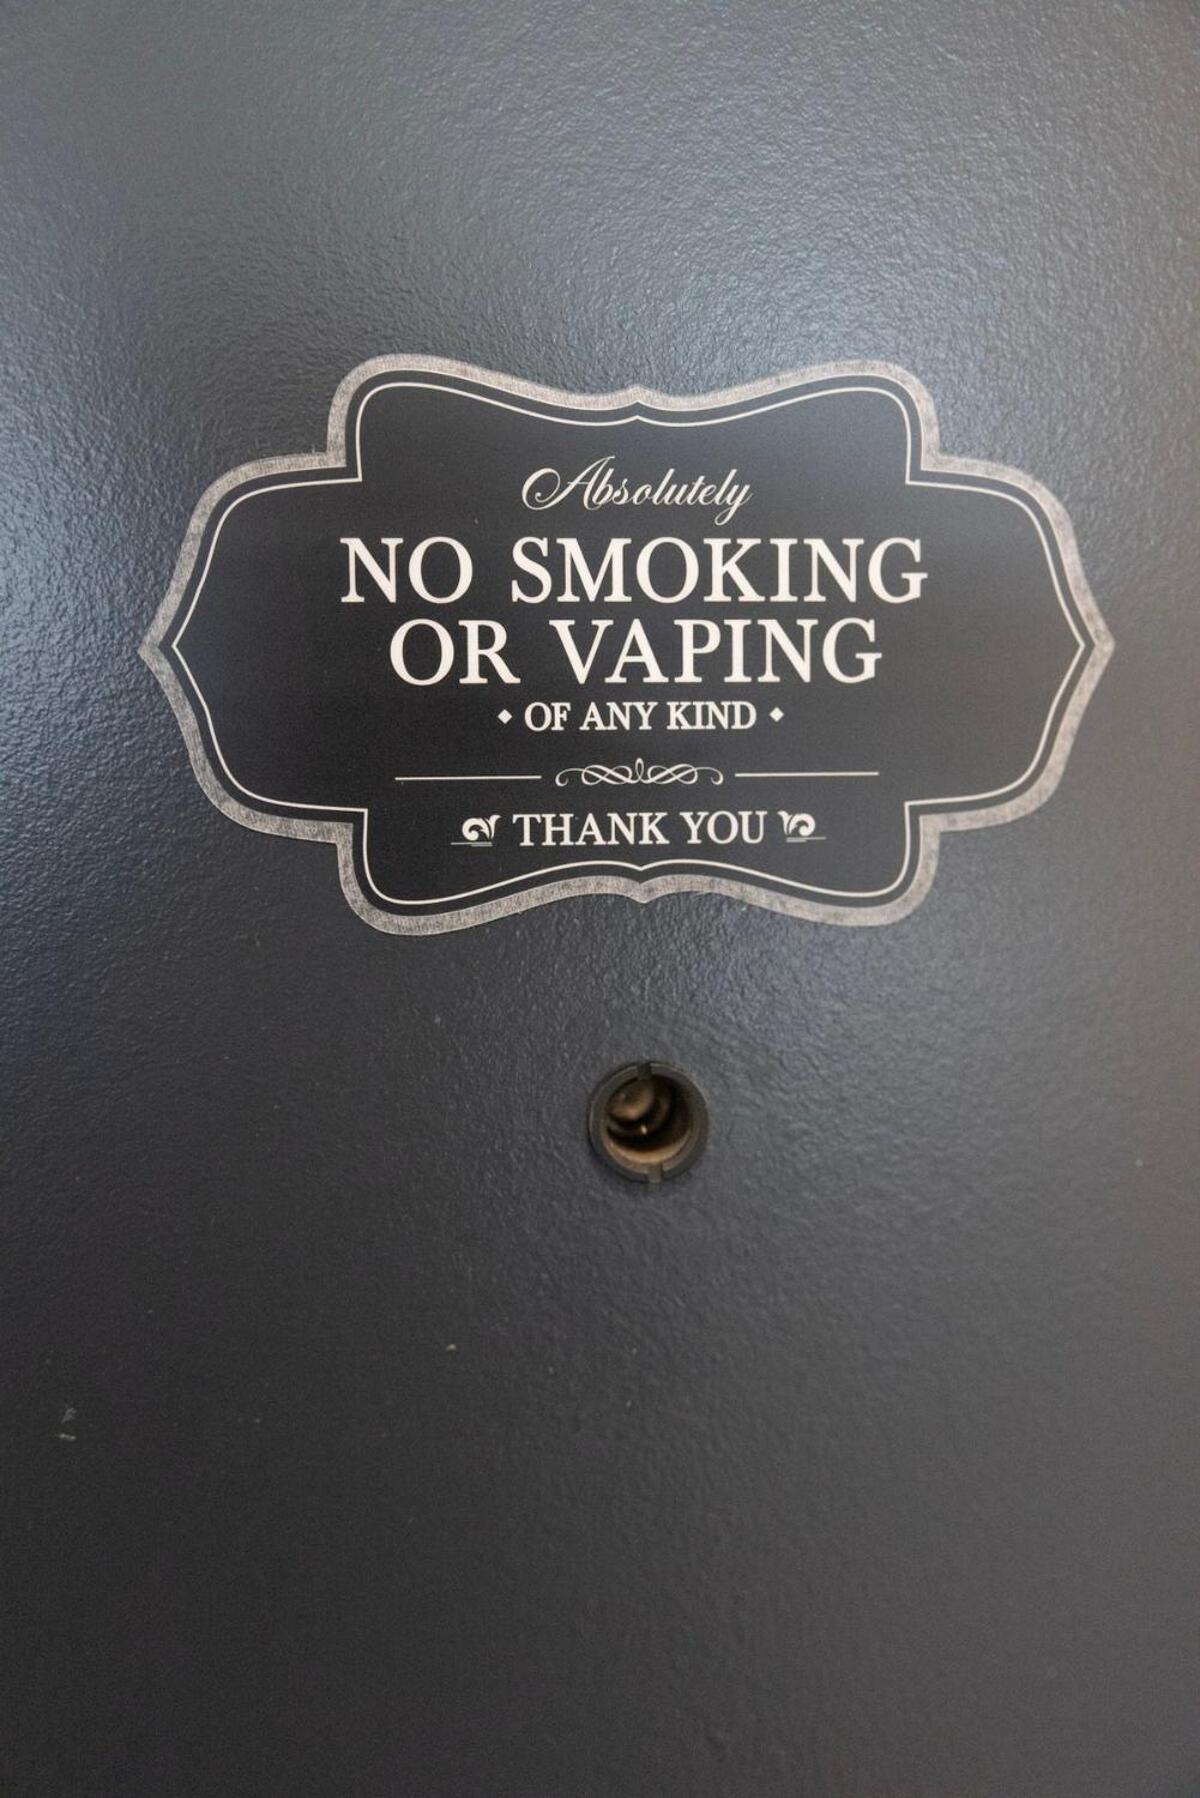 Absolutely
NO SMOKING
OR VAPING
OF ANY KIND
THANK YOU